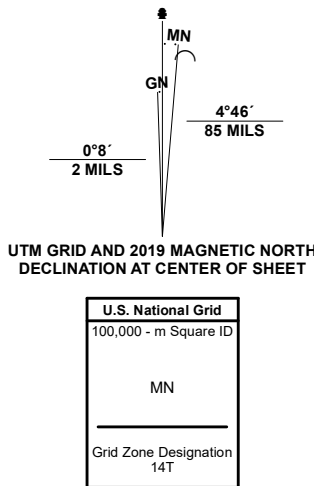 MN
GN
4°46´
85 MILS
0°8´
2 MILS
UTM GRID AND 2019 MAGNETIC NORTH
DECLINATION AT CENTER OF SHEET
U.S. National Grid
100,000 - m Square ID
MN
Grid Zone Designation
14T